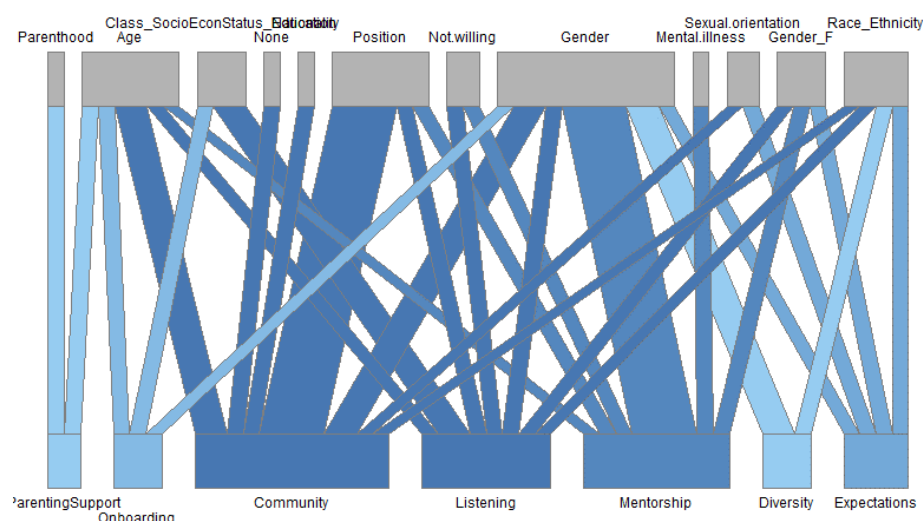 Class_SocioEconStatus_
Sexual.orientation
Race_Ethnicity
Parenthood
Age
None
Position
Not.willing
Gender
Mental.illness
Gender_F
ParentingSupport
Onboarding
Community
Listening
Mentorship
Diversity
Expectations